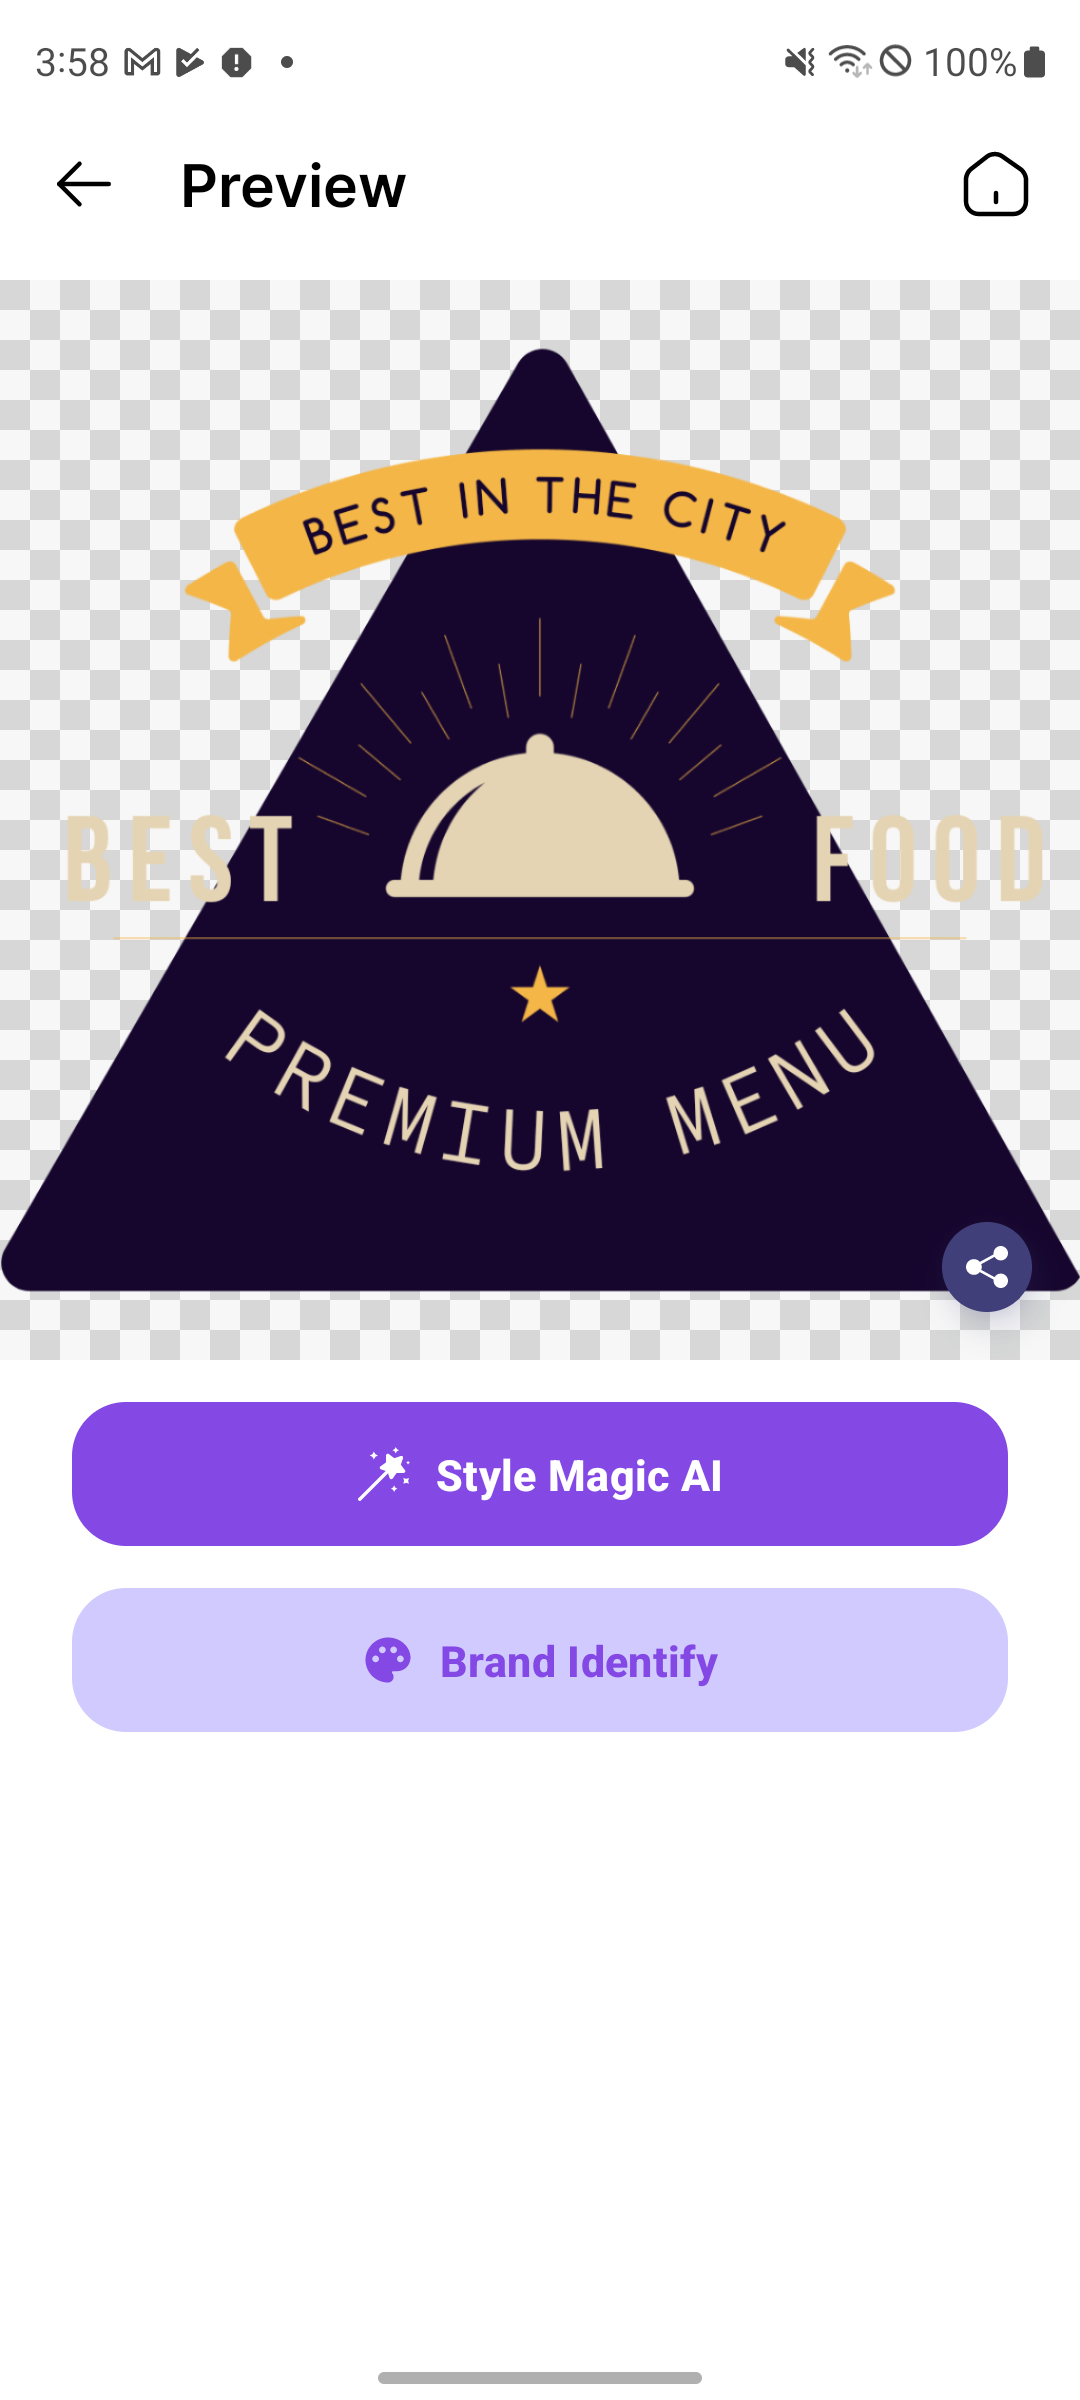 3:58 100%
Preview
BEST IN THE CITY
BEST FOOD
PREMIUM MENU
Style Magic AI
Brand Identify